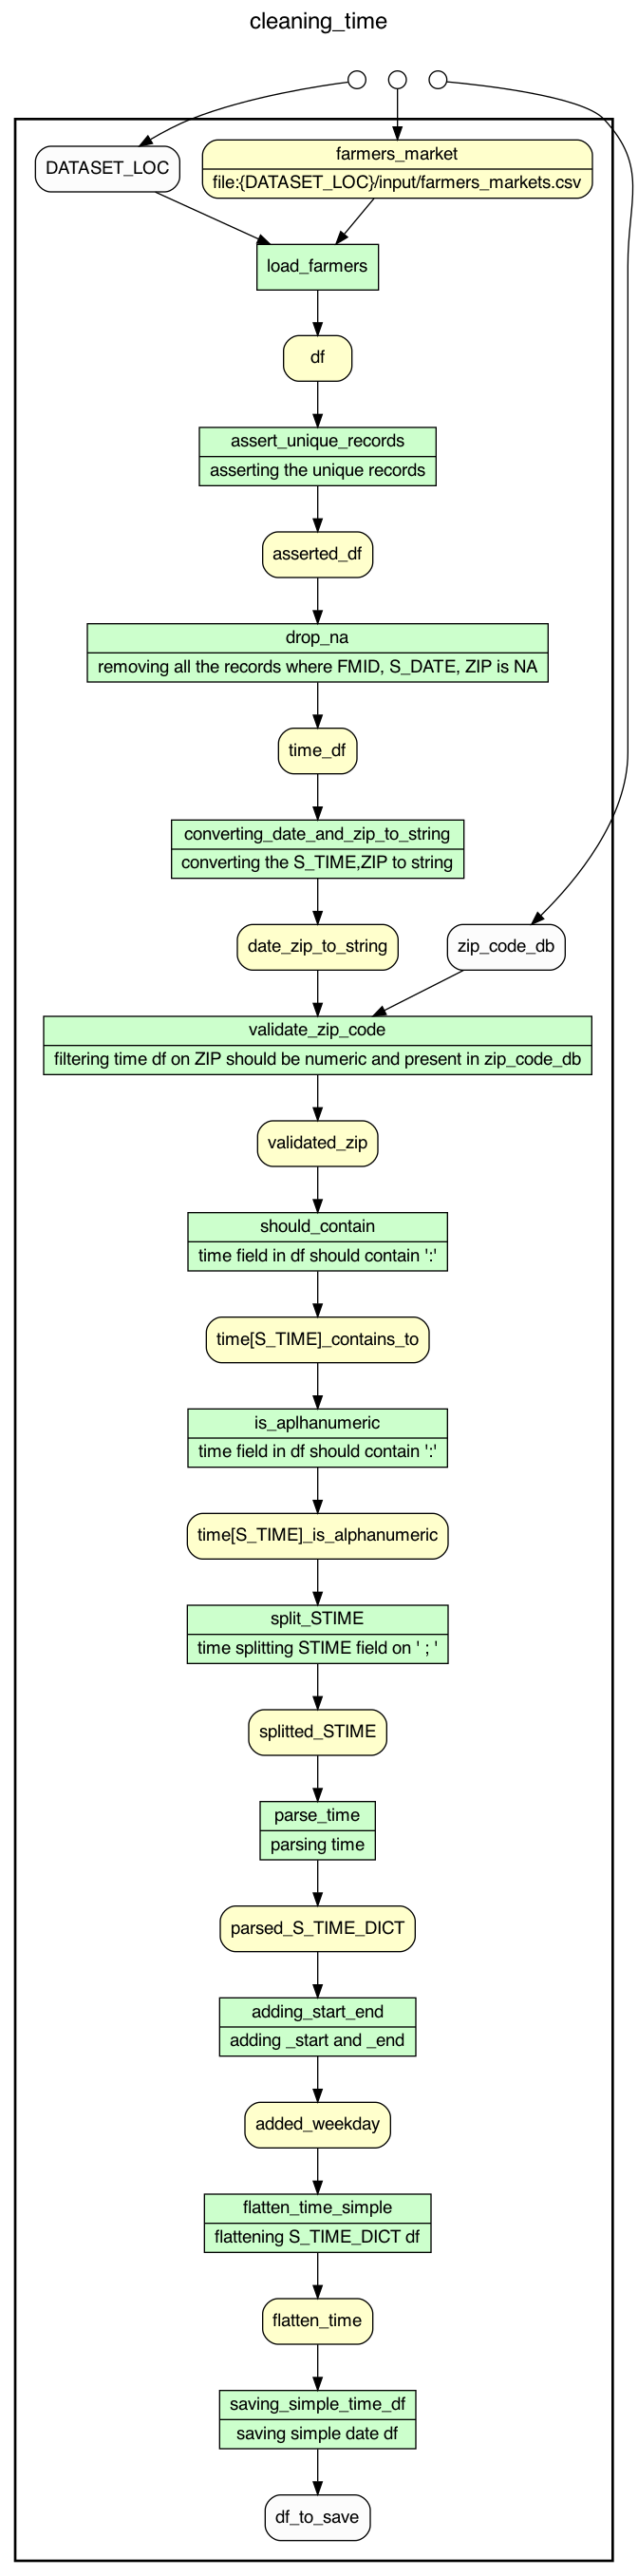 cleaning_time
DATASET_LOC
farmers_market
file:{DATASET_LOC}/input/farmers_markets.csv
load_farmers
df
assert_unique_records
asserting the unique records
asserted_df
drop_na
removing all the records where FMID, S_DATE, ZIP is NA
time_df
converting_date_and_zip_to_string
converting the S_TIME,ZIP to string
date_zip_to_string
zip_code_db
validate_zip_code
filtering time df on ZIP should be numeric and present in zip_code_db
validated_zip
should_contain
time field in df should contain ':'
time[S_TIME]_contains_to
is_aplhanumeric
time field in df should contain ':'
time[S_TIME]_is_alphanumeric
split_STIME
time splitting STIME field on ' ; '
splitted_STIME
parse_time
parsing time
parsed_S_TIME_DICT
adding_start_end
adding _start and _end
added_weekday
flatten_time_simple
flattening S_TIME_DICT df
flatten_time
saving_simple_time_df
saving simple date df
df_to_save